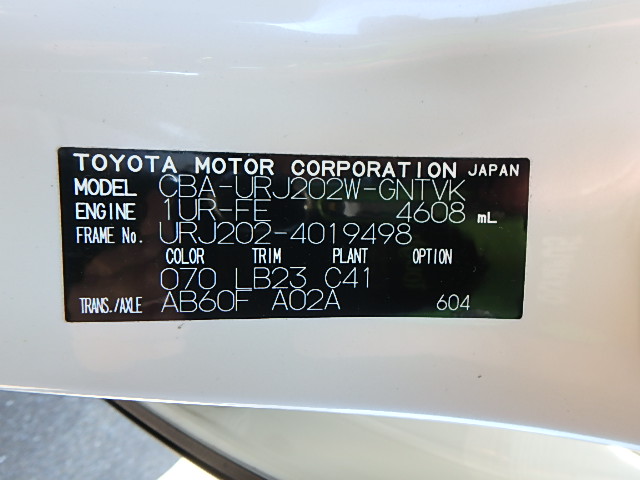 TOYOTA MOTOR CORPORATION JAPAN
MODEL CBA-URJ202W-GNTVK
ENGINE 1UR-FE 4608 mL
FRAME No. URJ202-4019498
COLOR TRIM PLANT OPTION
070 LB23 C41
TRANS./AXLE AB60F A02A 604